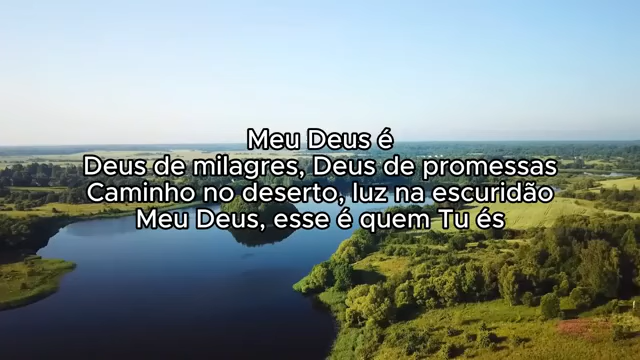 Meu Deus é
Deus de milagres, Deus de promessas
Caminho no deserto, luz na escuridão
Meu Deus, esse é quem Tu és